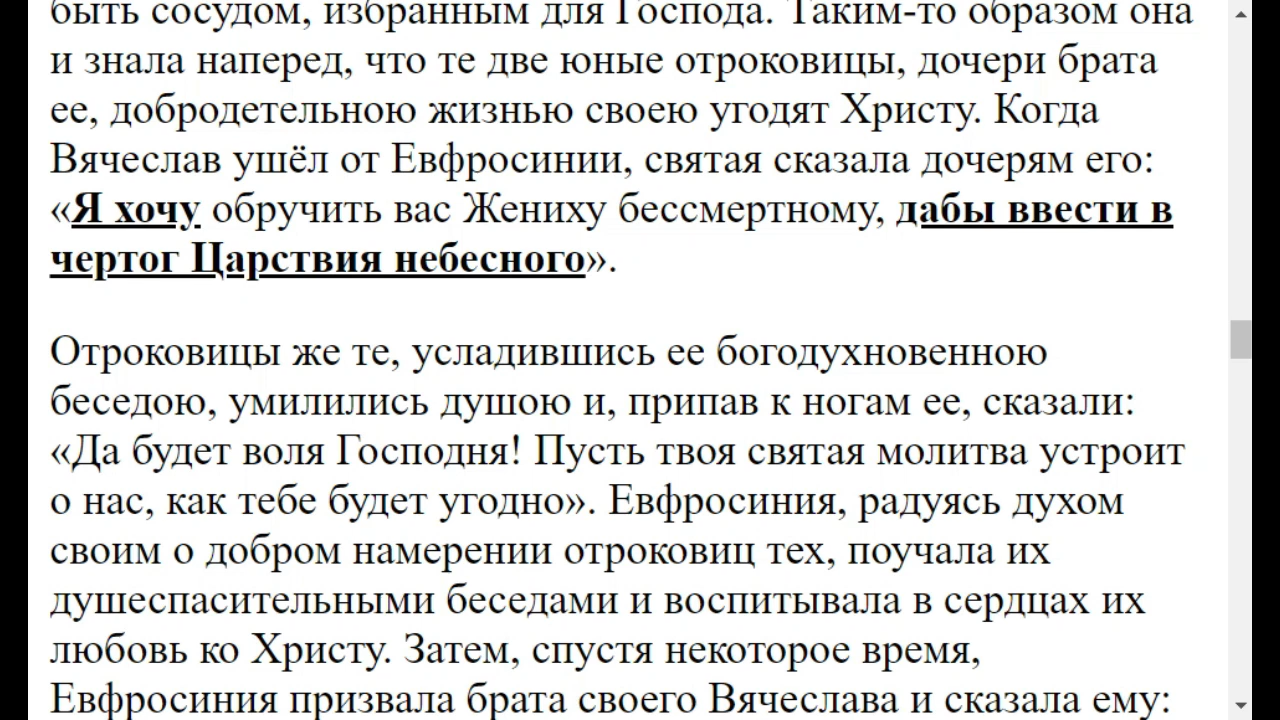 быть сосудом, избранным для Господа. Таким-то образом она
и знала наперед, что те две юные отроковицы, дочери брата
ее, добродетельною жизнью своею угодят Христу. Когда
Вячеслав ушёл от Евфросинии, святая сказала дочерям его:
«Я хочу обручить вас Жениху бессмертному, дабы ввести в
чертог Царствия небесного».
Отроковицы же те, усладившись ее богодухновенною
беседою, умилились душою и, припав к ногам ее, сказали:
«Да будет воля Господня! Пусть твоя святая молитва устроит
о нас, как тебе будет угодно». Евфросиния, радуясь духом
своим о добром намерении отроковиц тех, поучала их
душеспасительными беседами и воспитывала в сердцах их
любовь ко Христу. Затем, спустя некоторое время,
Евфросиния призвала брата своего Вячеслава и сказала ему: